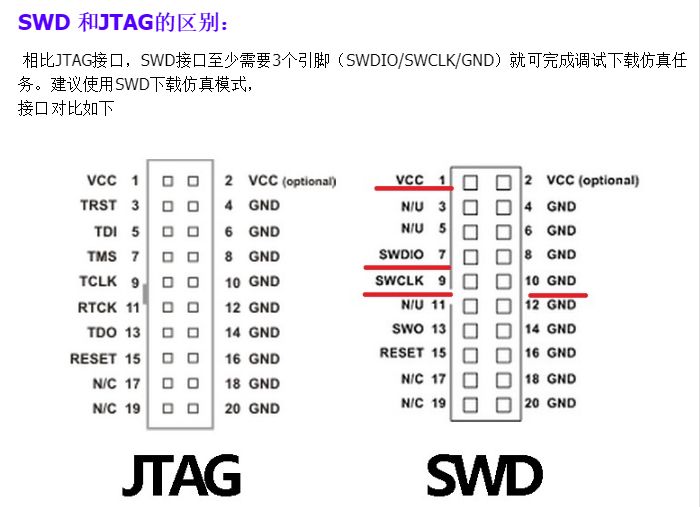 SWD 和JTAG的区别：
相比JTAG接口，SWD接口至少需要3个引脚（SWDIO/SWCLK/GND）就可完成调试下载仿真任
务。建议使用SWD下载仿真模式，
接口对比如下
VCC 1 2 VCC (optional)
TRST 3 4 GND
TDI 5 6 GND
TMS 7 8 GND
TCLK 9 10 GND
RTCK 11 12 GND
TDO 13 14 GND
RESET 15 16 GND
N/C 17 18 GND
N/C 19 20 GND
JTAG
VCC 1 2 VCC (optional)
N/U 3 4 GND
N/U 5 6 GND
SWDIO 7 8 GND
SWCLK 9 10 GND
N/U 11 12 GND
SWO 13 14 GND
RESET 15 16 GND
N/C 17 18 GND
N/C 19 20 GND
SWD